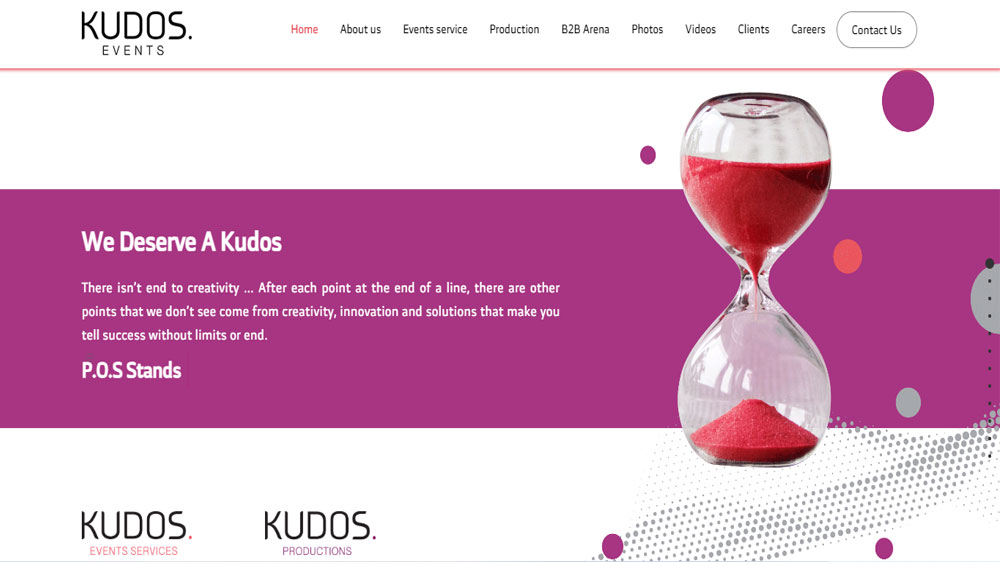 KUDOS.
EVENTS
Home About us Events service Production B2B Arena Photos Videos Clients Careers Contact Us
We Deserve A Kudos
There isn't end to creativity ... After each point at the end of a line, there are other
points that we don't see come from creativity, innovation and solutions that make you
tell success without limits or end.
P.O.S Stands
KUDOS. KUDOS.
EVENTS SERVICES PRODUCTIONS